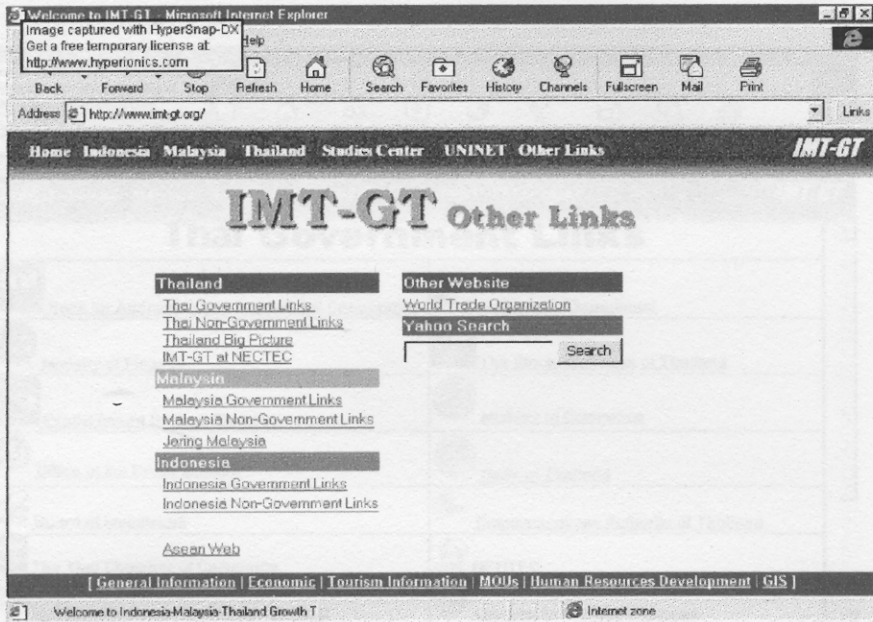 Welcome to IMT-GT - Microsoft Internet Explorer
Image captured with HyperSnap-DX
Get a free temporary license at:
http://www.hyperionics.com
Help
Back Forward Stop Refresh Home Search Favorites History Channels Fullscreen Mail Print
Address http://www.imt-gt.org/ Links
Home Indonesia Malaysia Thailand Studies Center UNINET Other Links IMT-GT
IMT-GT Other Links
Thai Government Links
Thailand
Thai Government Links
Thai Non-Government Links
Thailand Big Picture
IMT-GT at NECTEC
Malaysia
Malaysia Government Links
Malaysia Non-Government Links
Jaring Malaysia
Indonesia
Indonesia Government Links
Indonesia Non-Government Links
Asean Web
Other Website
World Trade Organization
Yahoo Search
Search
[ General Information | Economic | Tourism Information | MOUs | Human Resources Development | GIS ]
Welcome to Indonesia-Malaysia-Thailand Growth T Internet zone